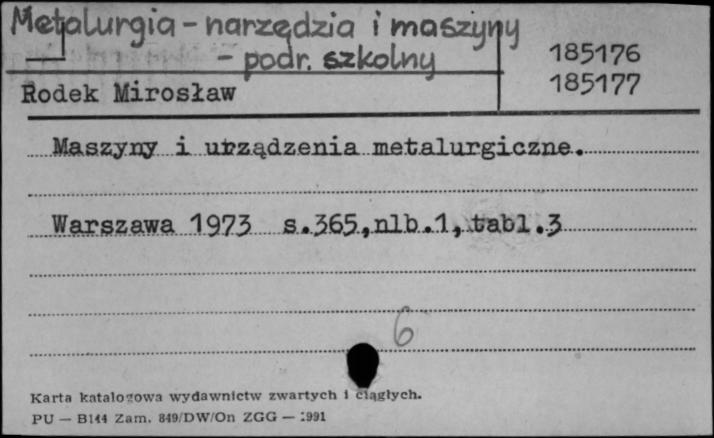 Metalurgia - narzędzia i maszyny
- podr. szkolny
185176
185177
Rodek Mirosław
Maszyny i urządzenia metalurgiczne.
Warszawa 1973 s.365,nlb.1, tabl.3
6
Karta katalogowa wydawnictw zwartych i ciągłych.
PU — B144 Zam. 849/DW/On ZGG — 1991